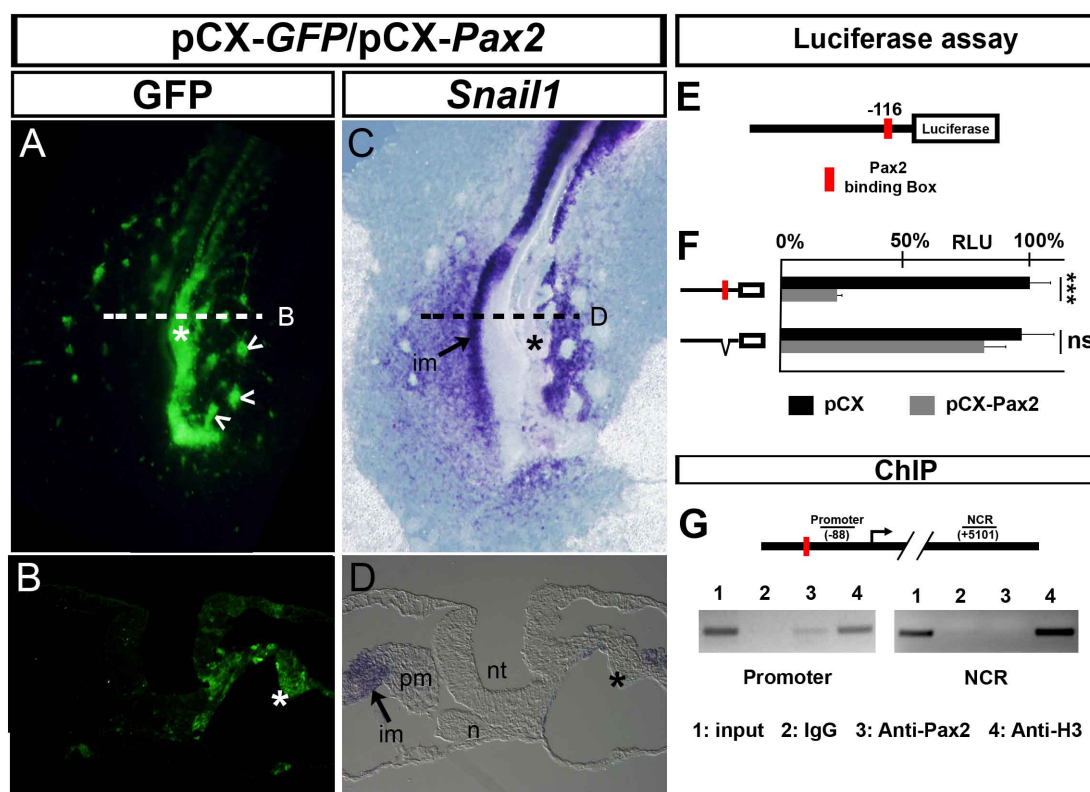 pCX-GFP/pCX-Pax2
GFP
Snail1
A
B
*
<
<
<
C
D
im
*
B
*
D
pm
nt
im
n
*
Luciferase assay
E
-116
Luciferase
Pax2
binding Box
F
0% 50% RLU 100%
***
ns
pCX pCX-Pax2
ChIP
G
Promoter
(-88)
NCR
(+5101)
1 2 3 4 1 2 3 4
Promoter NCR
1: input 2: IgG 3: Anti-Pax2 4: Anti-H3